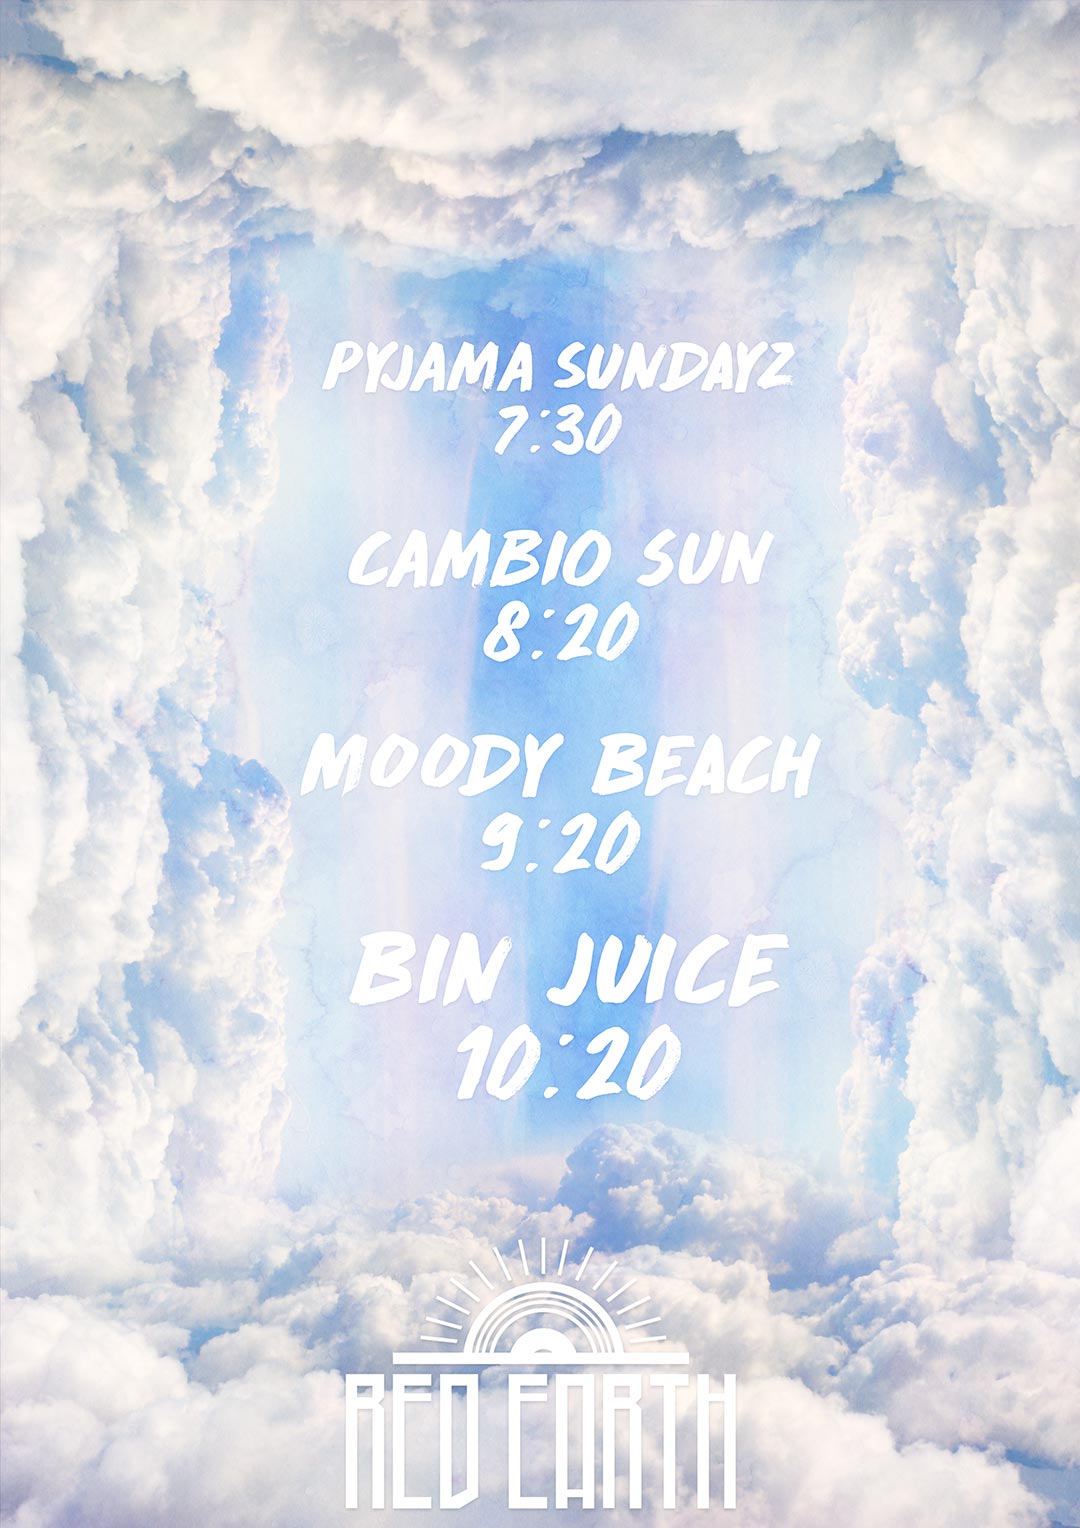 PYJAMA SUNDAYZ
7:30
CAMBIO SUN
8:20
MOODY BEACH
9:20
BIN JUICE
10:20
RED EARTH